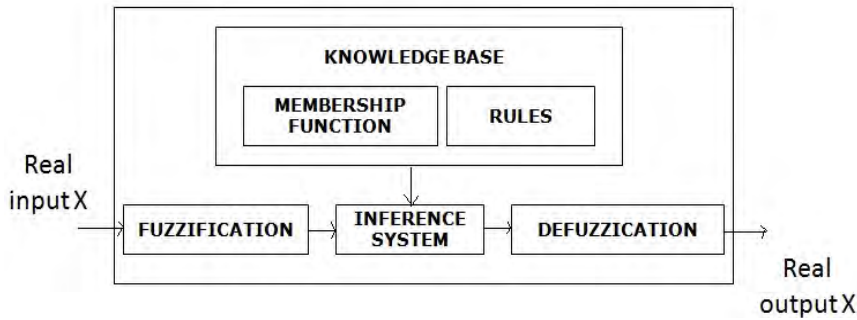 KNOWLEDGE BASE
MEMBERSHIP
FUNCTION
RULES
Real
input X
FUZZIFICATION
INFERENCE
SYSTEM
DEFUZZICATION
Real
output X